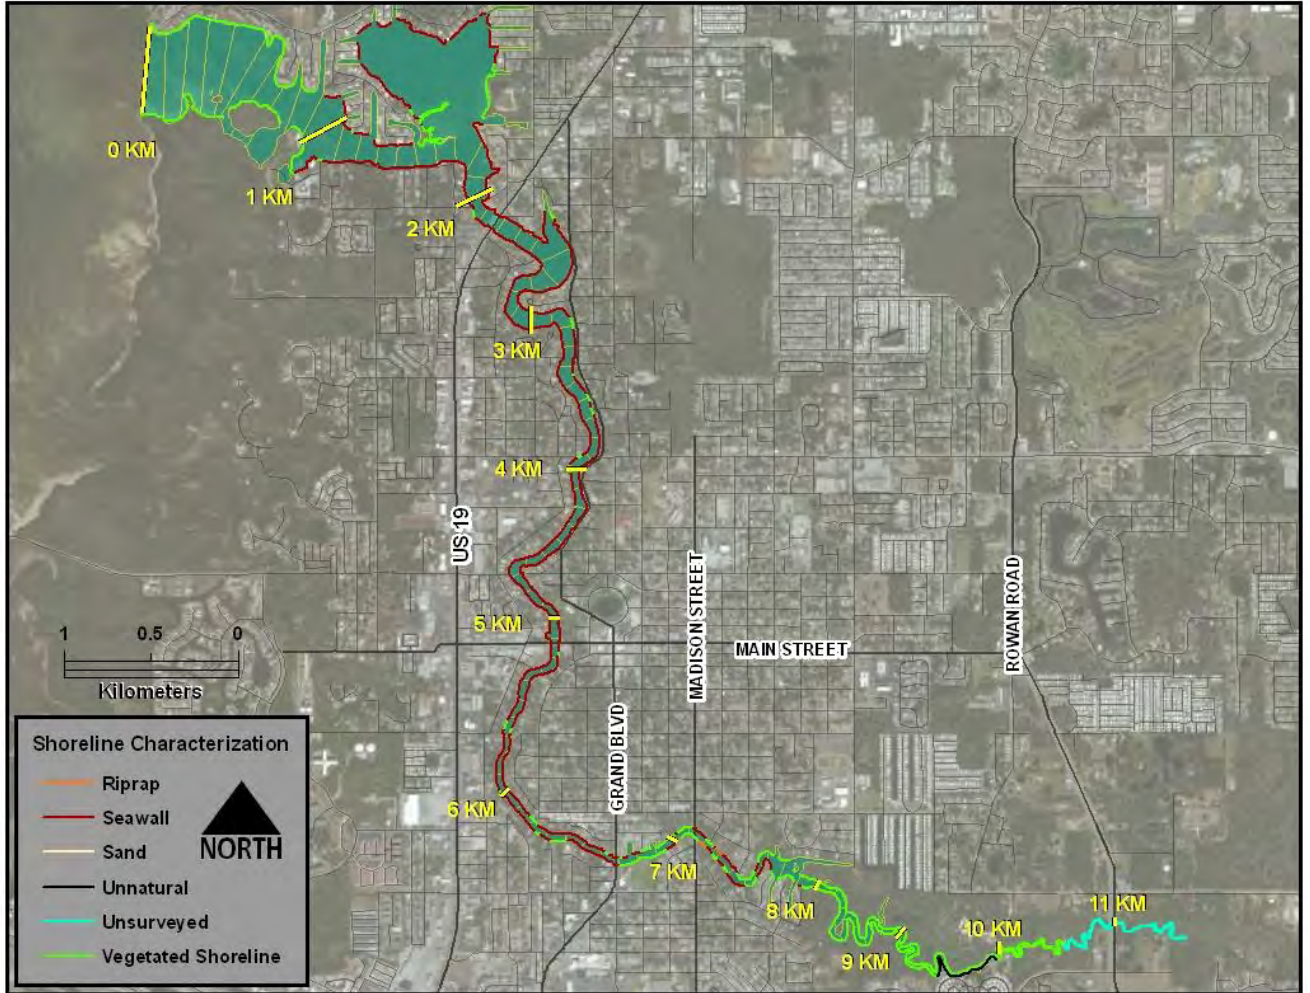 0 KM
1 KM
2 KM
3 KM
4 KM
US 19
MADISON STREET
ROWAN ROAD
5 KM
MAIN STREET
1 0.5 0
Kilometers
GRAND BLVD
6 KM
7 KM
8 KM
9 KM
10 KM
11 KM
Shoreline Characterization
Riprap
Seawall
Sand
Unnatural
Unsurveyed
Vegetated Shoreline
NORTH